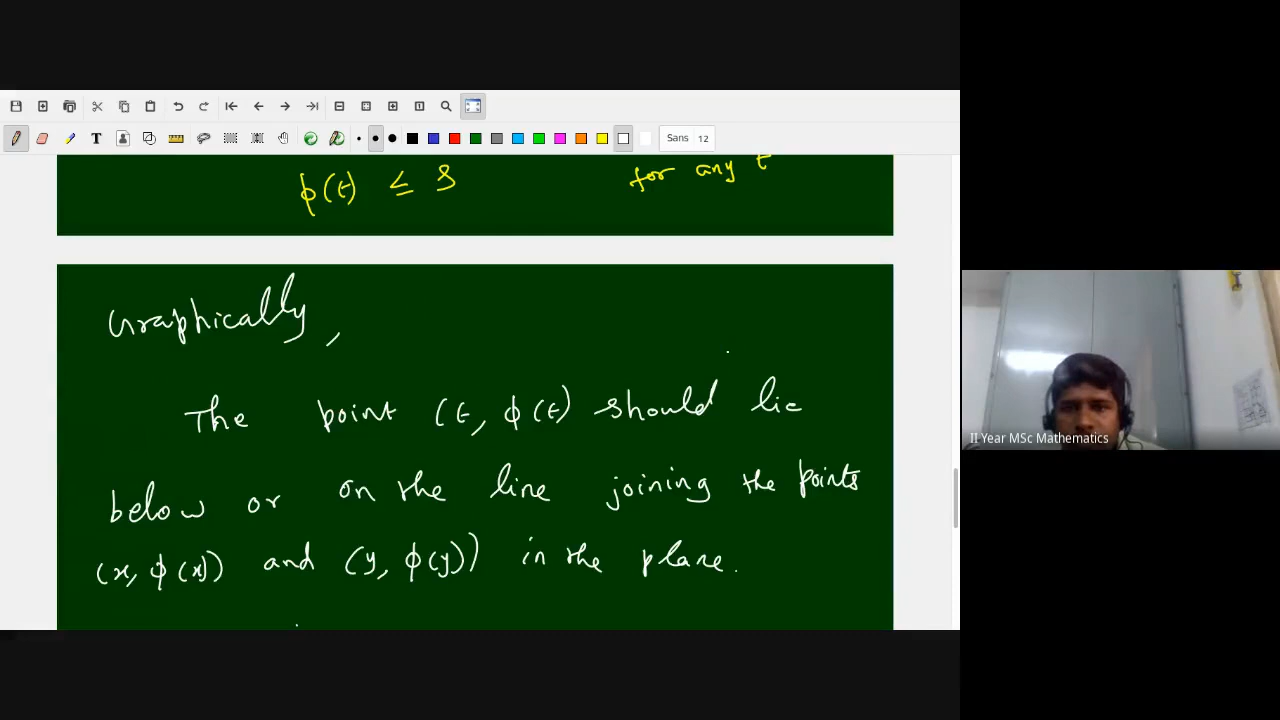 Sans 12
φ(t) ≤ S for any t
Graphically,
The point (t, φ(t) should lie
below or on the line joining the points
(x, φ(x)) and (y, φ(y)) in the plane.
II Year MSc Mathematics